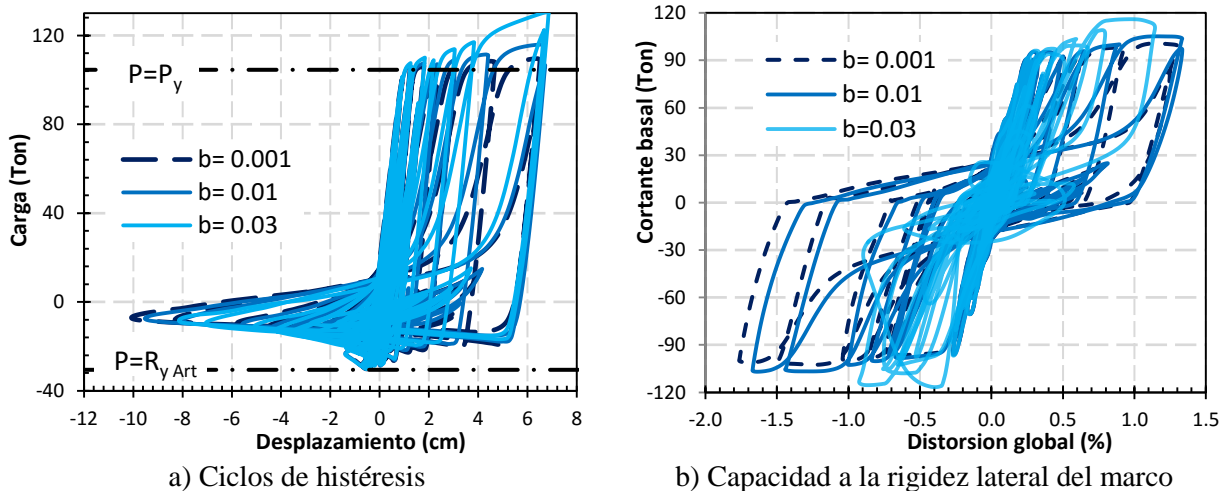 120
80
40
0
-40
Carga (Ton)
P=Py
b= 0.001
b= 0.01
b= 0.03
P=Ry Art
-12 -10 -8 -6 -4 -2 0 2 4 6 8
Desplazamiento (cm)
a) Ciclos de histéresis
120
90
60
30
0
-30
-60
-90
-120
Cortante basal (Ton)
b= 0.001
b= 0.01
b=0.03
-2.0 -1.5 -1.0 -0.5 0.0 0.5 1.0 1.5
Distorsion global (%)
b) Capacidad a la rigidez lateral del marco